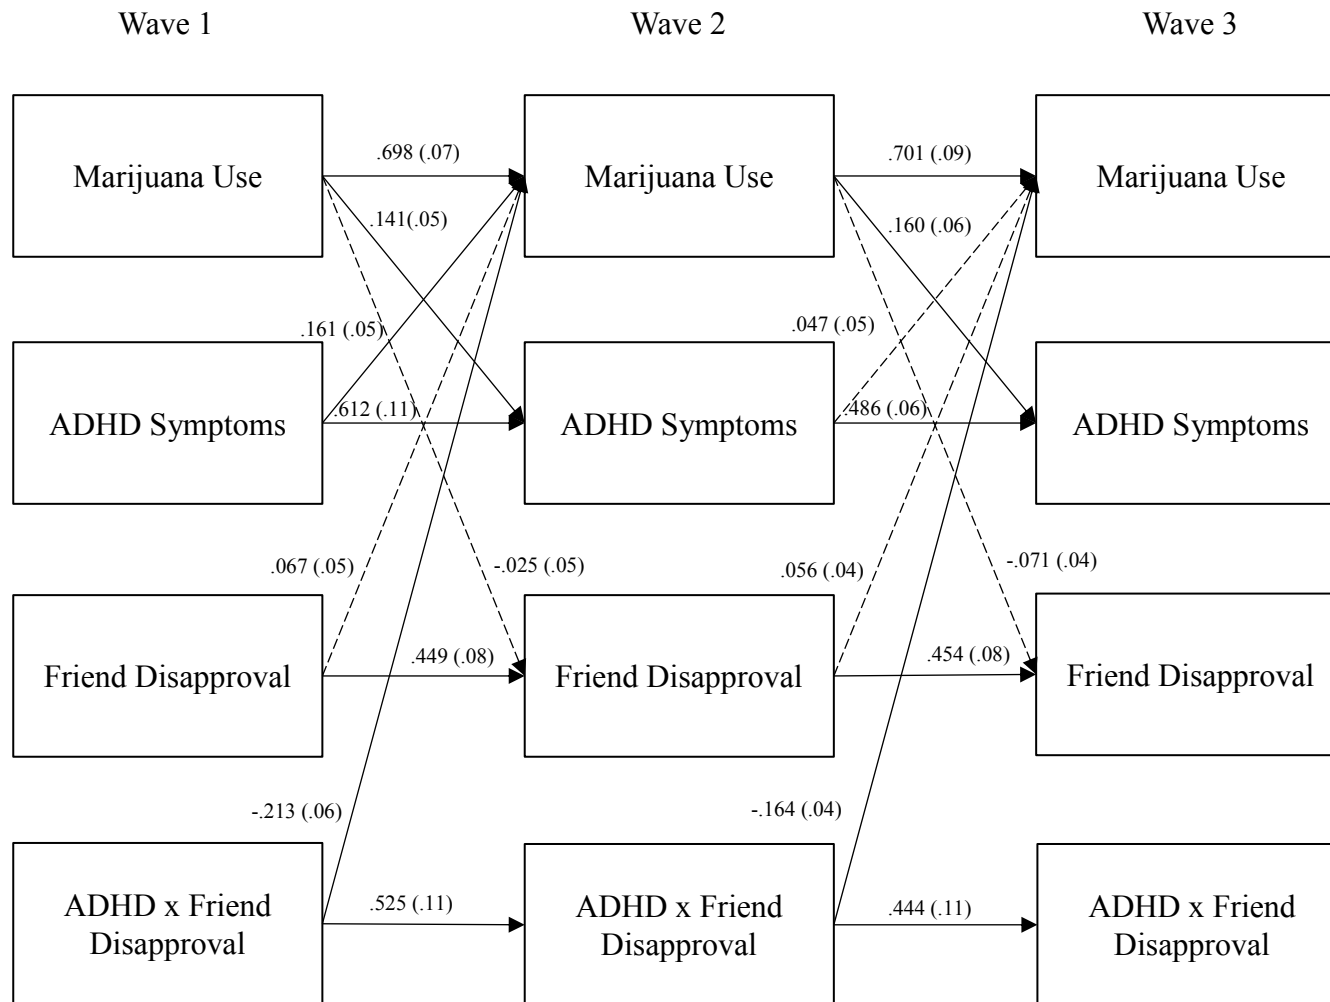 Wave 1
Wave 2
Wave 3
Marijuana Use
.698 (.07)
Marijuana Use
.701 (.09)
Marijuana Use
.141(.05)
.160 (.06)
.161 (.05)
.047 (.05)
ADHD Symptoms
.612 (.11)
ADHD Symptoms
.486 (.06)
ADHD Symptoms
.067 (.05)
-.025 (.05)
.056 (.04)
-.071 (.04)
Friend Disapproval
.449 (.08)
Friend Disapproval
.454 (.08)
Friend Disapproval
-.213 (.06)
-.164 (.04)
ADHD x Friend
Disapproval
.525 (.11)
ADHD x Friend
Disapproval
.444 (.11)
ADHD x Friend
Disapproval